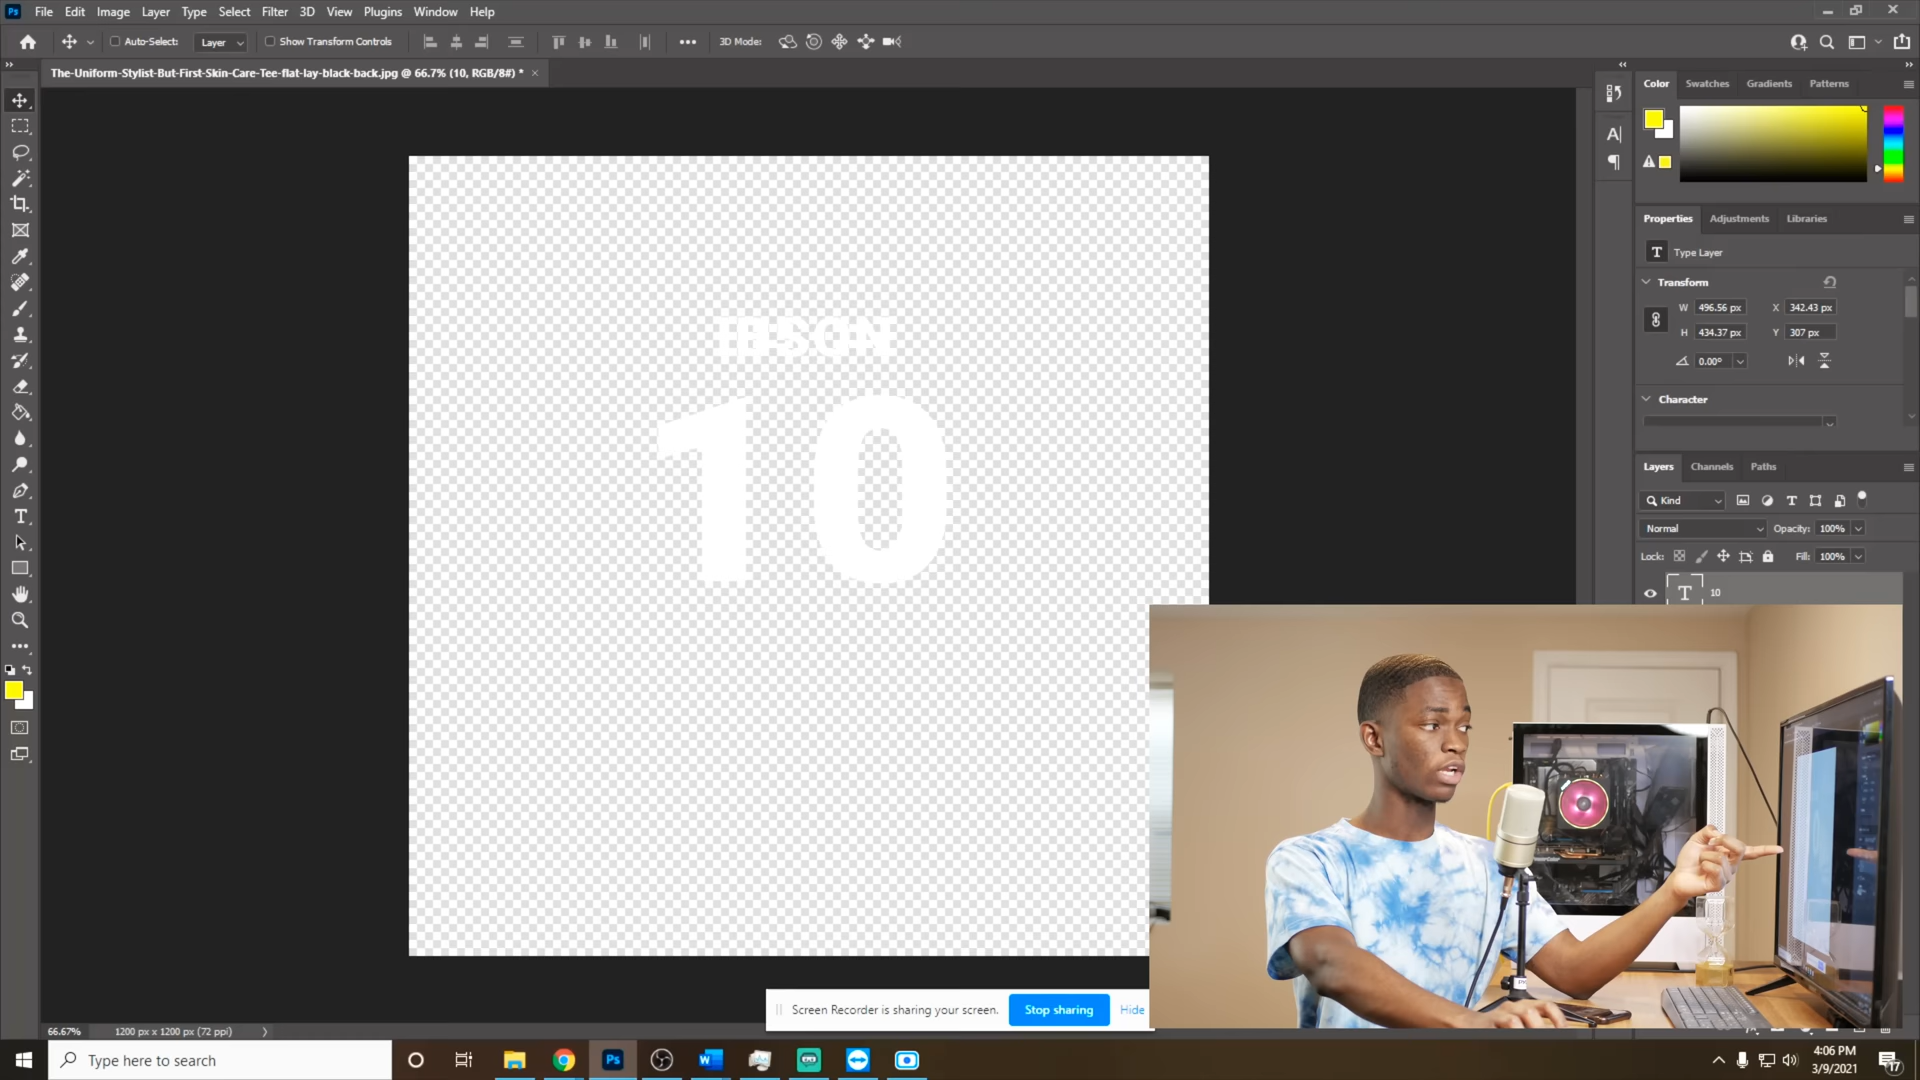 Ps File Edit Image Layer Type Select Filter 3D View Plugins Window Help
Auto-Select: Layer Show Transform Controls 3D Mode:
The-Uniform-Stylist-But-First-Skin-Care-Tee-flat-lay-black-back.jpg @ 66.7% (10, RGB/8#) *
Color Swatches Gradients Patterns
Properties Adjustments Libraries
T Type Layer
Transform
W 496.56 px X 342.43 px
H 434.37 px Y 307 px
0.00°
Character
Layers Channels Paths
Kind
Normal Opacity: 100%
Lock: Fill: 100%
T 10
IBSON
10
Screen Recorder is sharing your screen. Stop sharing Hide
66.67% 1200 px x 1200 px (72 ppi)
Type here to search
Ps
W
4:06 PM
3/9/2021
17